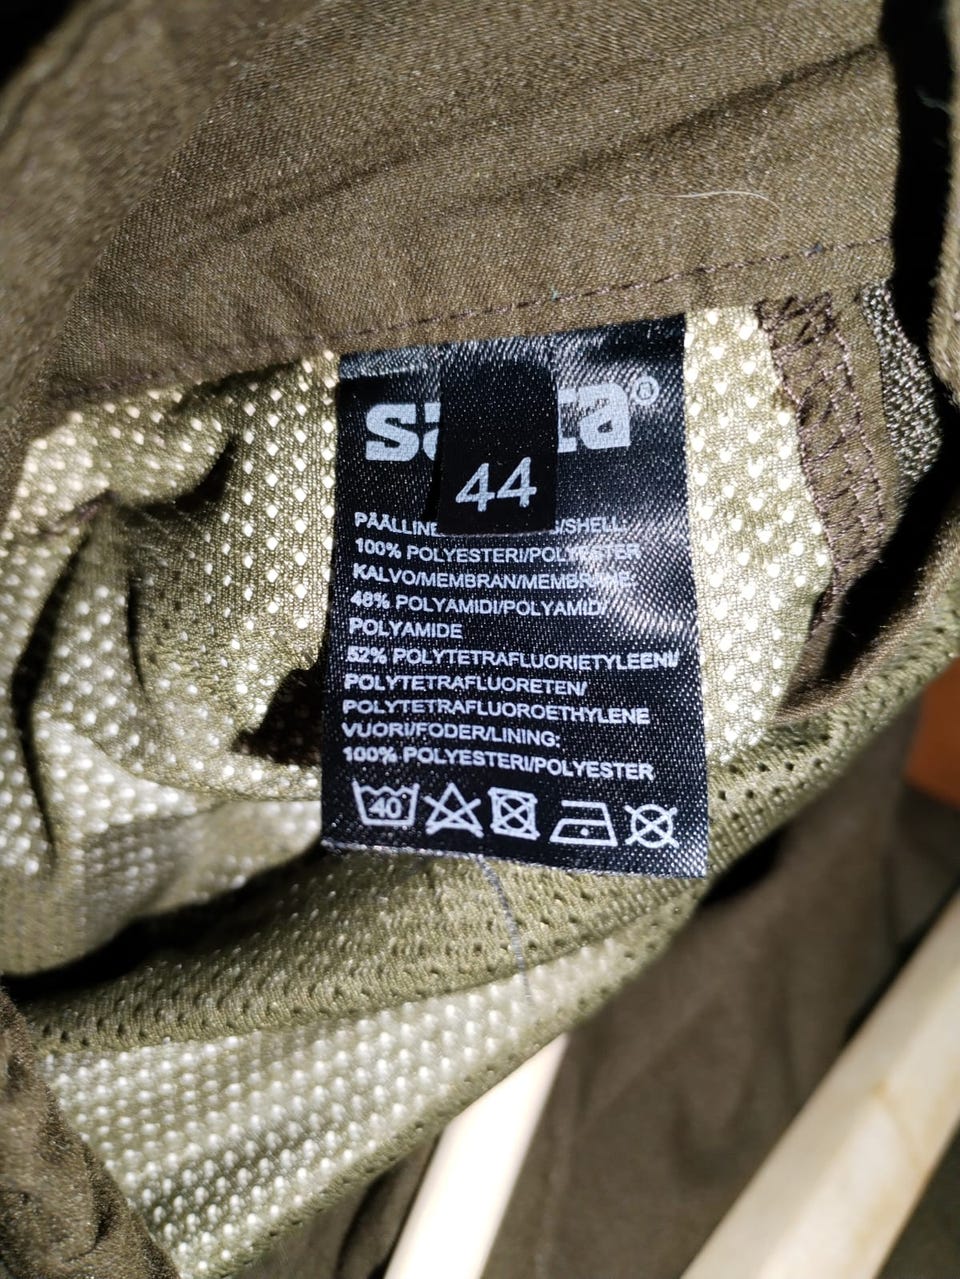 44
100% POLYESTERI/POLYESTER
KALVO/MEMBRAN/MEMBRANE
48% POLYAMIDI/POLYAMID/
POLYAMIDE
52% POLYTETRAFLUORIETYLEENI/
POLYTETRAFLUORETEN/
POLYTETRAFLUOROETHYLENE
VUORI/FODER/LINING:
100% POLYESTERI/POLYESTER
40